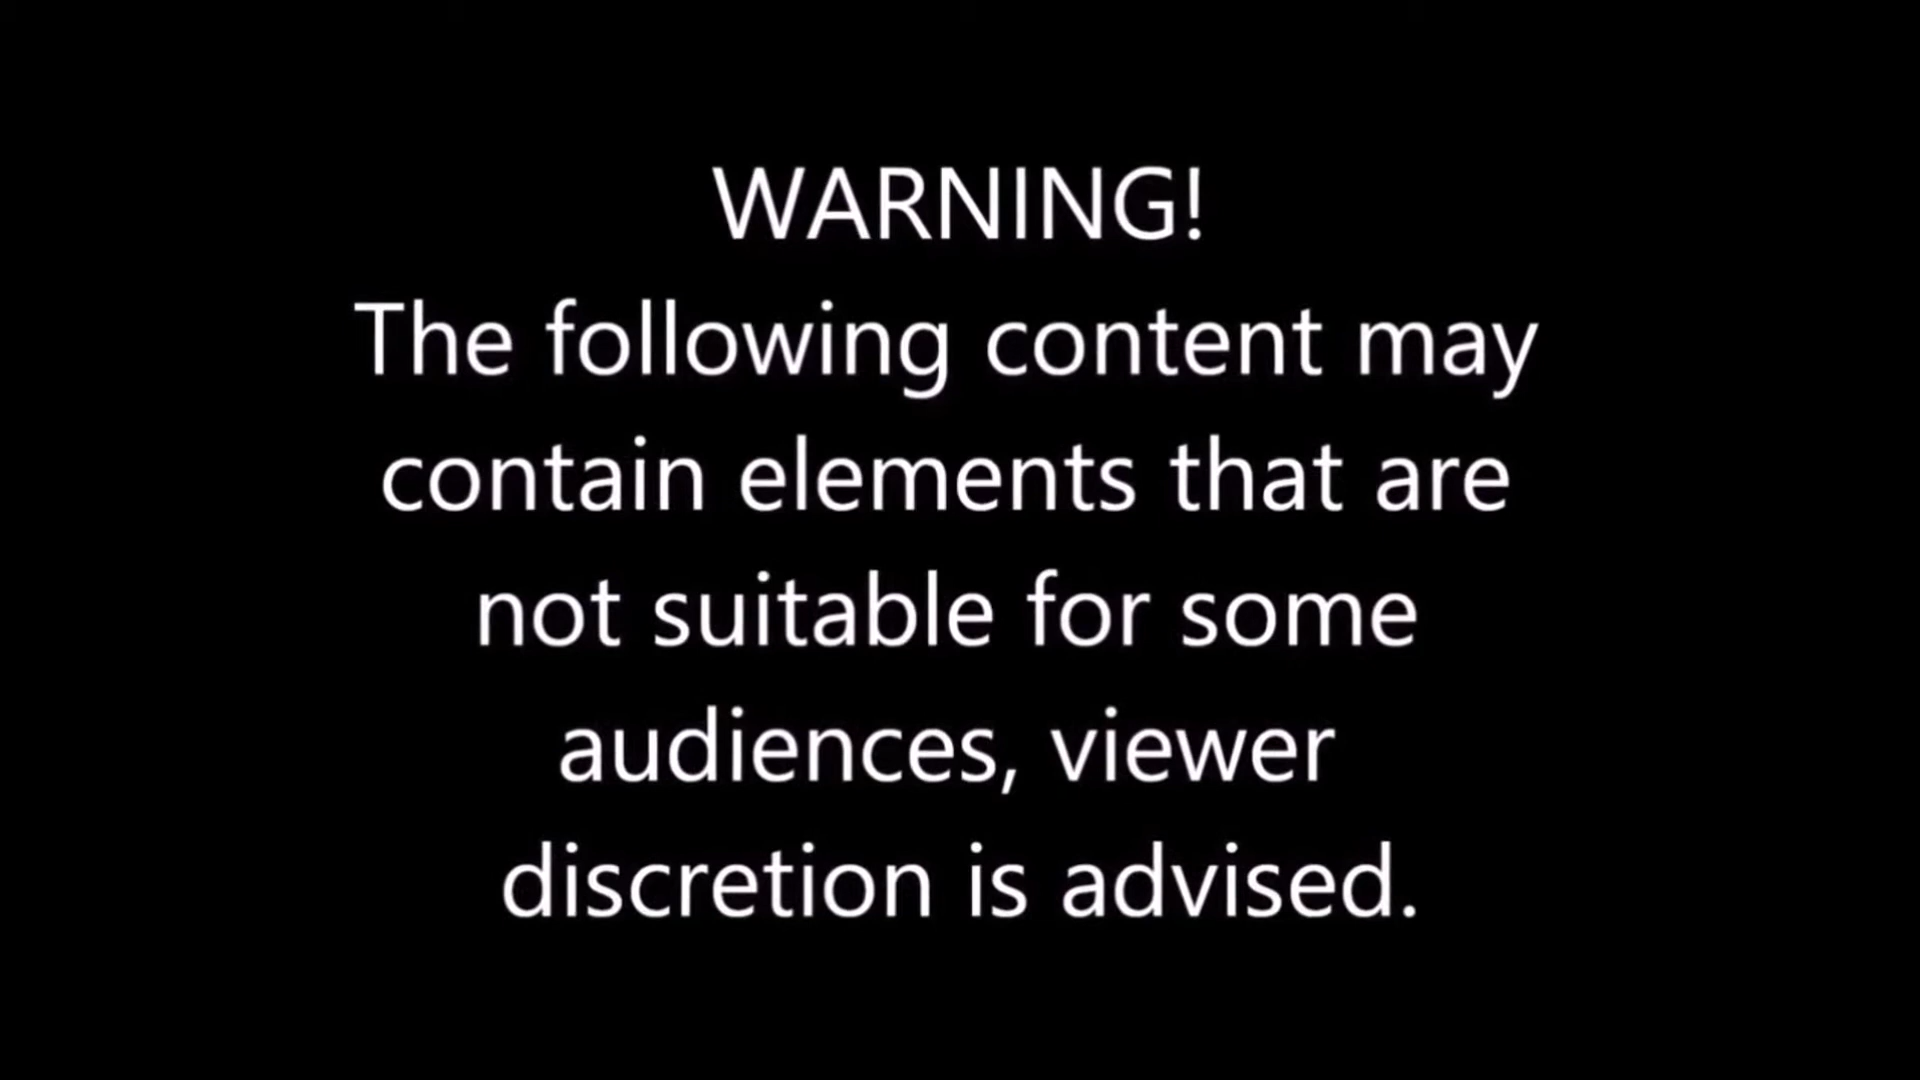 WARNING!
The following content may
contain elements that are
not suitable for some
audiences, viewer
discretion is advised.